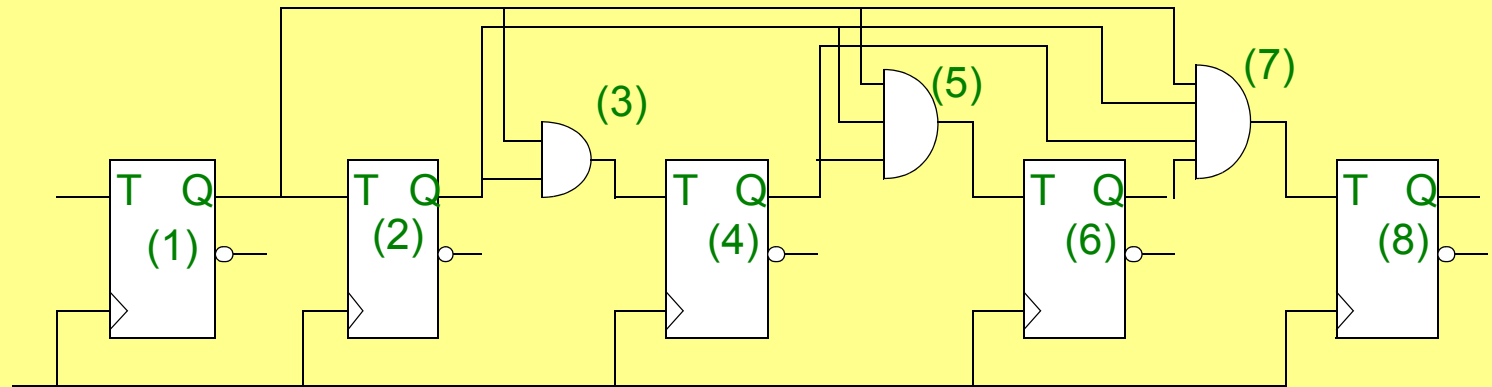 (7)
(5)
(3)
T Q T Q T Q T Q T Q
(1) (2) (4) (6) (8)